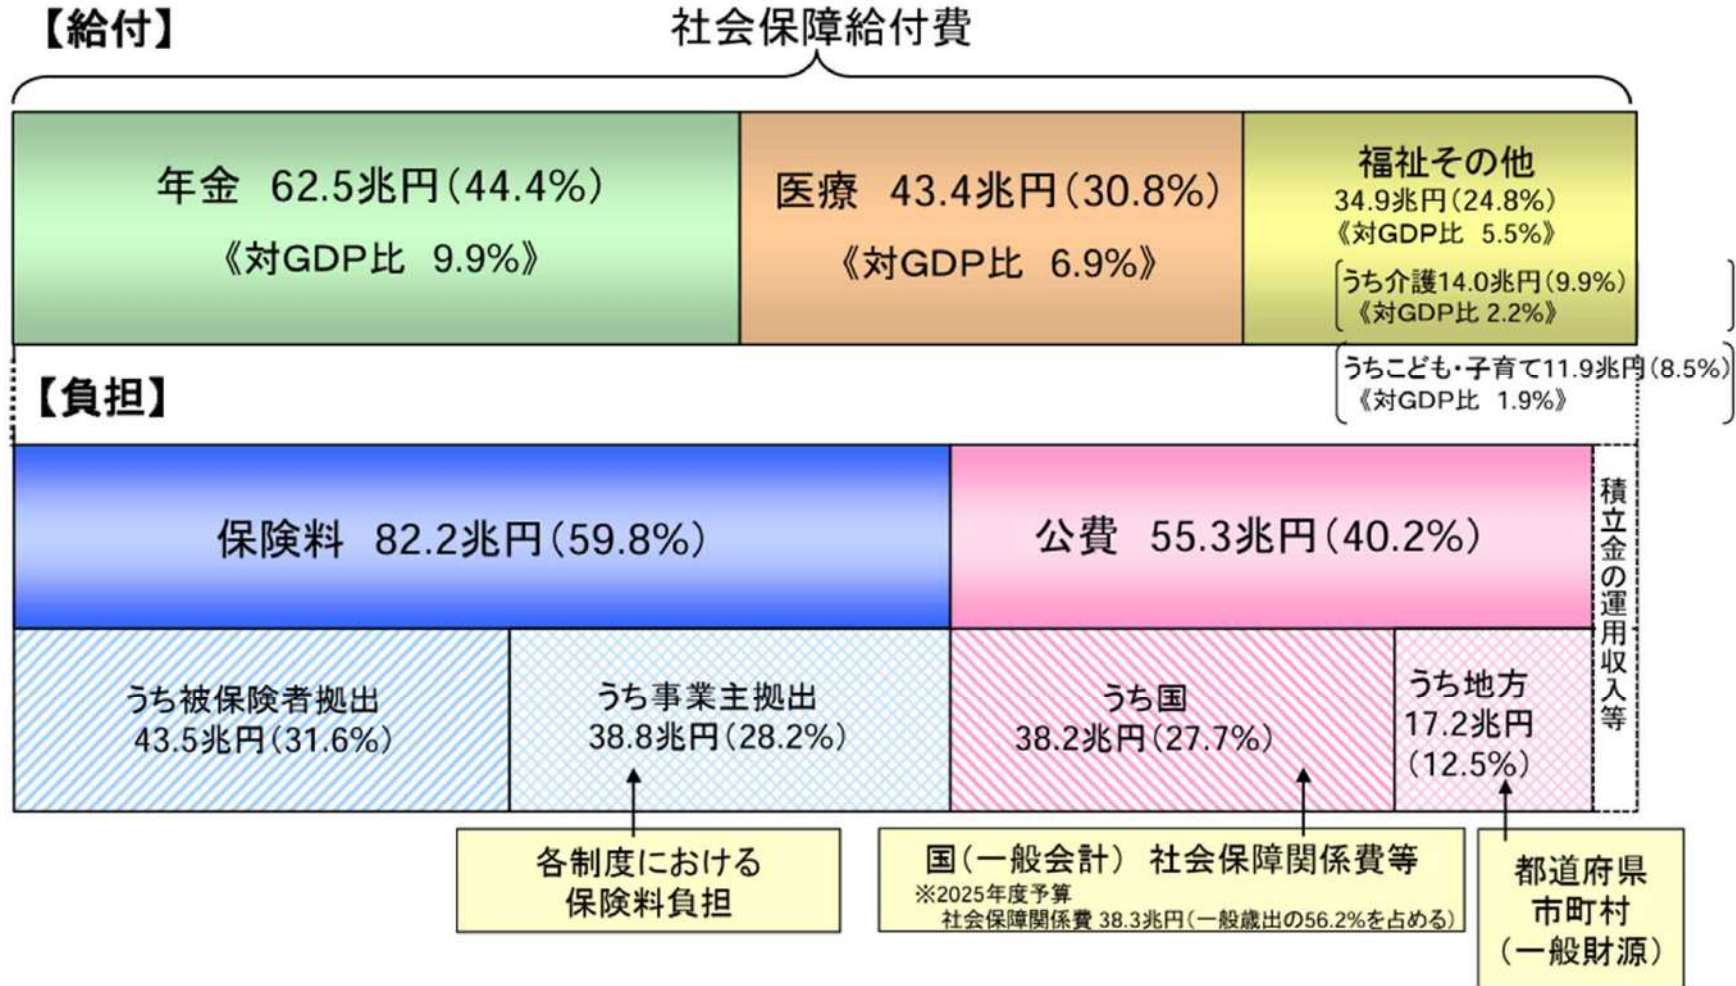 【給付】
社会保障給付費
年金 62.5兆円(44.4%)
《対GDP比 9.9%》
医療 43.4兆円(30.8%)
《対GDP比 6.9%》
福祉その他
34.9兆円(24.8%)
《対GDP比 5.5%》
うち介護14.0兆円(9.9%)
《対GDP比 2.2%》
うちこども・子育て11.9兆円(8.5%)
《対GDP比 1.9%》
【負担】
保険料 82.2兆円(59.8%)
公費 55.3兆円(40.2%)
積立金の運用収入等
うち被保険者拠出
43.5兆円(31.6%)
うち事業主拠出
38.8兆円(28.2%)
うち国
38.2兆円(27.7%)
うち地方
17.2兆円
(12.5%)
各制度における
保険料負担
国(一般会計) 社会保障関係費等
※2025年度予算
社会保障関係費 38.3兆円(一般歳出の56.2%を占める)
都道府県
市町村
(一般財源)